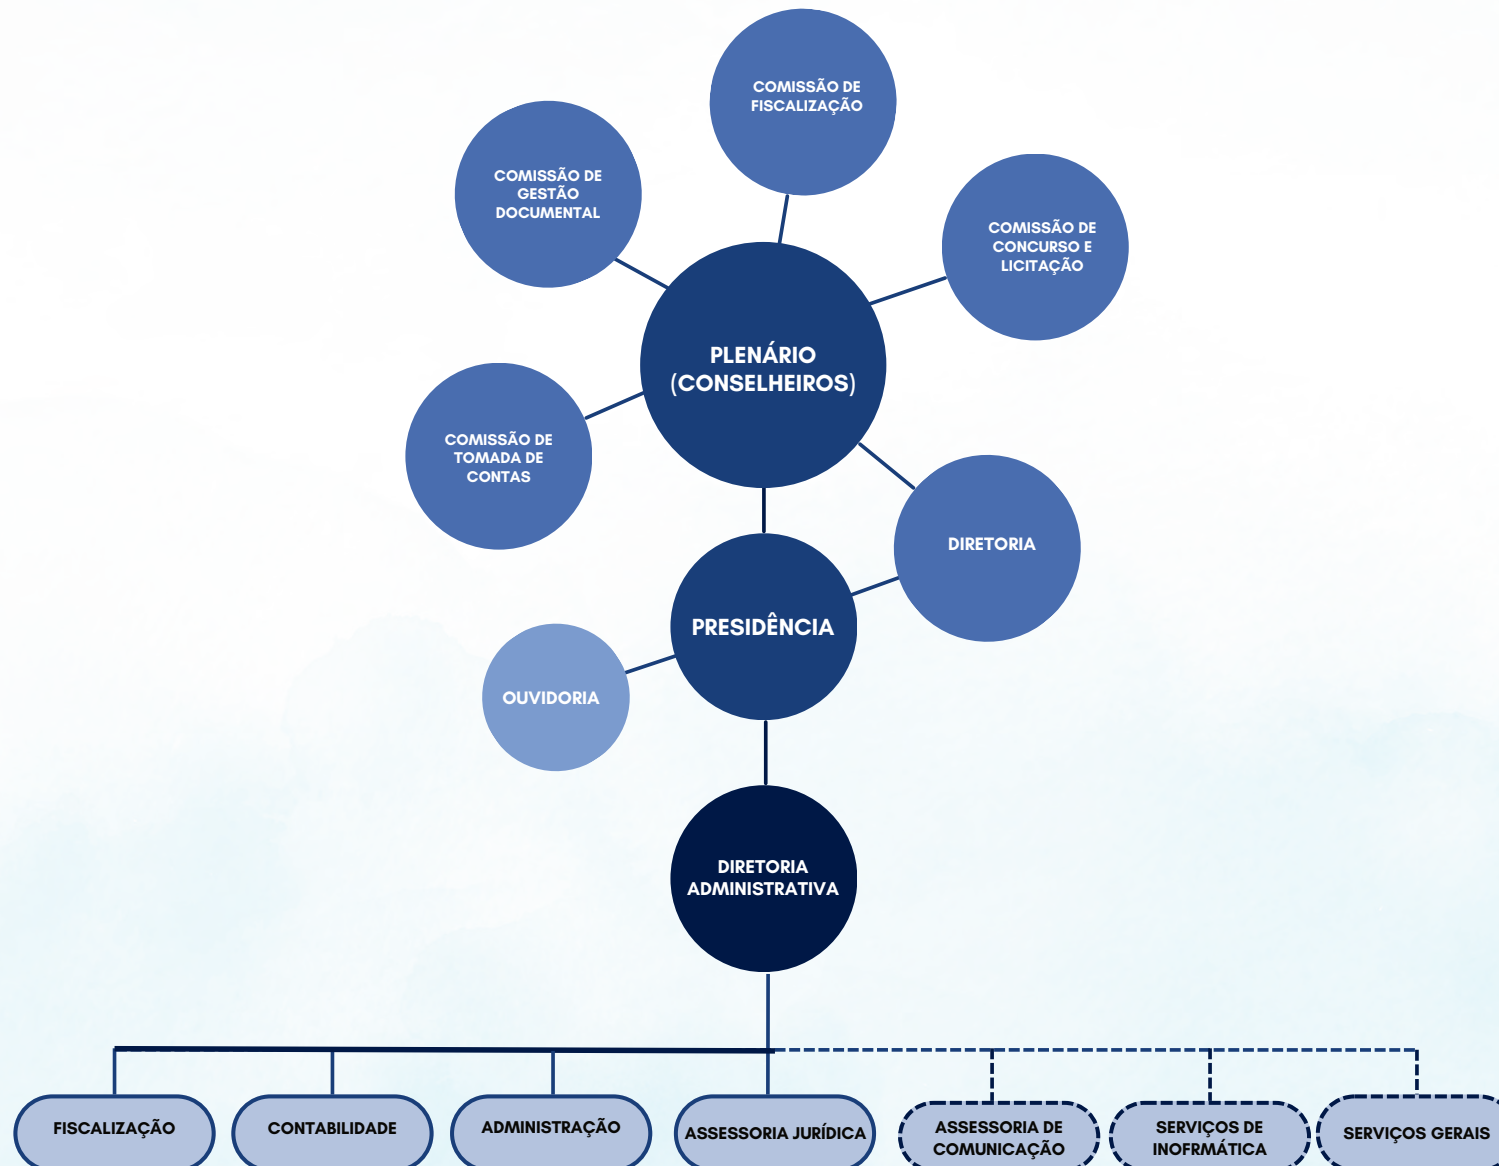 COMISSÃO DE
FISCALIZAÇÃO
COMISSÃO DE
GESTÃO
DOCUMENTAL
COMISSÃO DE
CONCURSO E
LICITAÇÃO
PLENÁRIO
(CONSELHEIROS)
COMISSÃO DE
TOMADA DE
CONTAS
DIRETORIA
PRESIDÊNCIA
OUVIDORIA
DIRETORIA
ADMINISTRATIVA
FISCALIZAÇÃO
CONTABILIDADE
ADMINISTRAÇÃO
ASSESSORIA JURÍDICA
ASSESSORIA DE
COMUNICAÇÃO
SERVIÇOS DE
INOFRMÁTICA
SERVIÇOS GERAIS